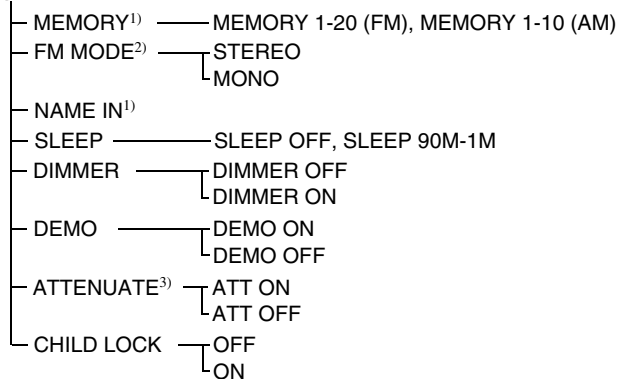 MEMORY1) MEMORY 1-20 (FM), MEMORY 1-10 (AM)
FM MODE2) STEREO
MONO
NAME IN1)
SLEEP SLEEP OFF, SLEEP 90M-1M
DIMMER DIMMER OFF
DIMMER ON
DEMO DEMO ON
DEMO OFF
ATTENUATE3) ATT ON
ATT OFF
CHILD LOCK OFF
ON